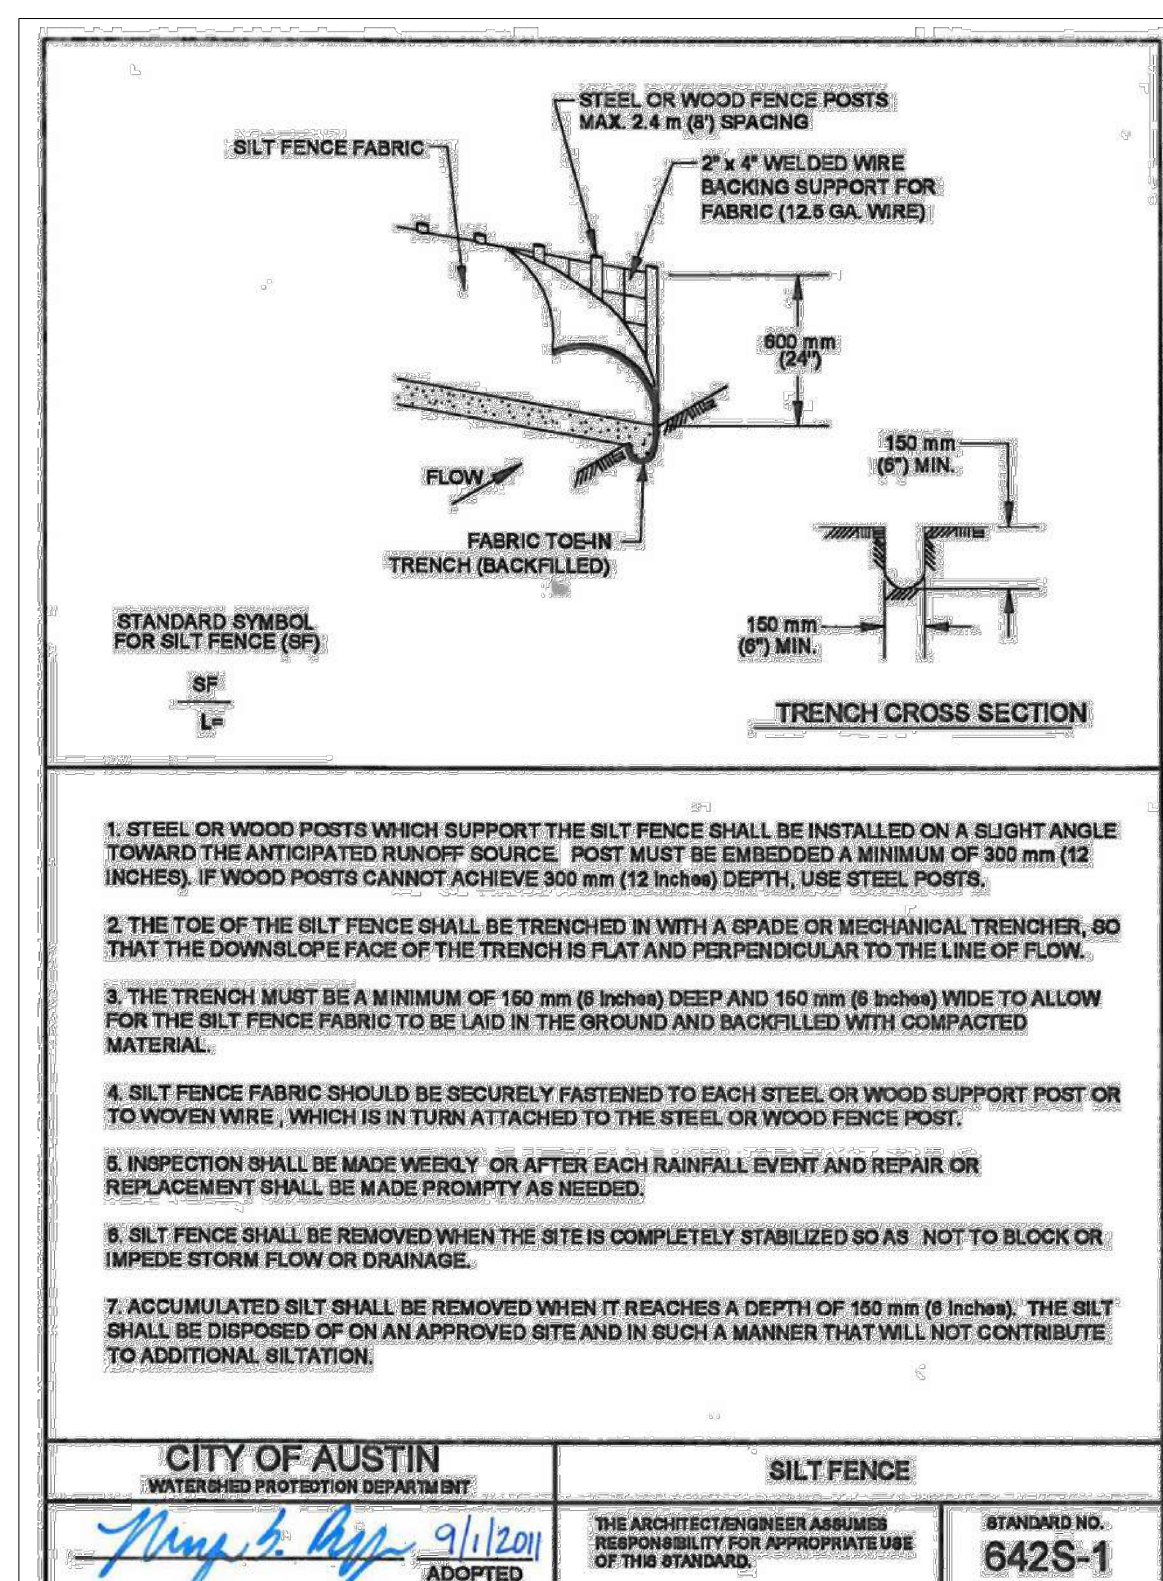 STEEL OR WOOD FENCE POSTS
MAX. 2.4 m (8') SPACING
SILT FENCE FABRIC
2" x 4" WELDED WIRE
BACKING SUPPORT FOR
FABRIC (12.5 GA. WIRE)
600 mm
(24")
150 mm
(6") MIN.
FLOW
FABRIC TOE-IN
TRENCH (BACKFILLED)
STANDARD SYMBOL
FOR SILT FENCE (SF)
150 mm
(6") MIN.
SF
L=
TRENCH CROSS SECTION
1. STEEL OR WOOD POSTS WHICH SUPPORT THE SILT FENCE SHALL BE INSTALLED ON A SLIGHT ANGLE
TOWARD THE ANTICIPATED RUNOFF SOURCE. POST MUST BE EMBEDDED A MINIMUM OF 300 mm (12
INCHES). IF WOOD POSTS CANNOT ACHIEVE 300 mm (12 inches) DEPTH, USE STEEL POSTS.
2. THE TOE OF THE SILT FENCE SHALL BE TRENCHED IN WITH A SPADE OR MECHANICAL TRENCHER, SO
THAT THE DOWNSLOPE FACE OF THE TRENCH IS FLAT AND PERPENDICULAR TO THE LINE OF FLOW.
3. THE TRENCH MUST BE A MINIMUM OF 150 mm (6 inches) DEEP AND 150 mm (6 inches) WIDE TO ALLOW
FOR THE SILT FENCE FABRIC TO BE LAID IN THE GROUND AND BACKFILLED WITH COMPACTED
MATERIAL.
4. SILT FENCE FABRIC SHOULD BE SECURELY FASTENED TO EACH STEEL OR WOOD SUPPORT POST OR
TO WOVEN WIRE, WHICH IS IN TURN ATTACHED TO THE STEEL OR WOOD FENCE POST.
5. INSPECTION SHALL BE MADE WEEKLY OR AFTER EACH RAINFALL EVENT AND REPAIR OR
REPLACEMENT SHALL BE MADE PROMPTY AS NEEDED.
6. SILT FENCE SHALL BE REMOVED WHEN THE SITE IS COMPLETELY STABILIZED SO AS NOT TO BLOCK OR
IMPEDE STORM FLOW OR DRAINAGE.
7. ACCUMULATED SILT SHALL BE REMOVED WHEN IT REACHES A DEPTH OF 150 mm (6 inches). THE SILT
SHALL BE DISPOSED OF ON AN APPROVED SITE AND IN SUCH A MANNER THAT WILL NOT CONTRIBUTE
TO ADDITIONAL SILTATION.
CITY OF AUSTIN
WATERSHED PROTECTION DEPARTMENT
SILT FENCE
9/1/2011
ADOPTED
THE ARCHITECT/ENGINEER ASSUMES
RESPONSIBILITY FOR APPROPRIATE USE
OF THIS STANDARD.
STANDARD NO.
642S-1